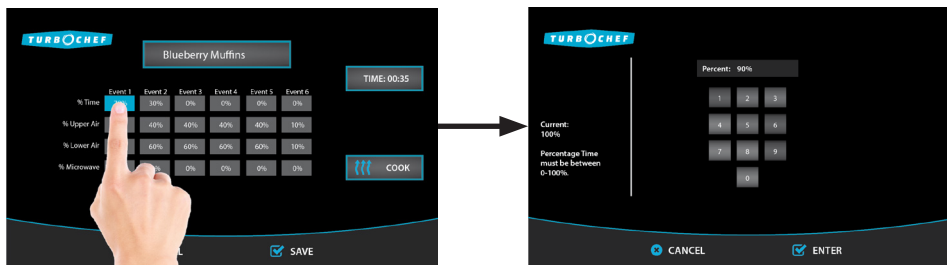 TURBOCHEF
Blueberry Muffins
TIME: 00:35
Event 1 Event 2 Event 3 Event 4 Event 5 Event 6
% Time 30% 0% 0% 0% 0%
% Upper Air 40% 40% 40% 40% 10%
% Lower Air 60% 60% 60% 60% 10%
% Microwave 0% 0% 0% 0%
COOK
L
SAVE
TURBOCHEF
Percent: 90%
1 2 3
4 5 6
7 8 9
0
Current:
100%
Percentage Time
must be between
0-100%.
CANCEL
ENTER